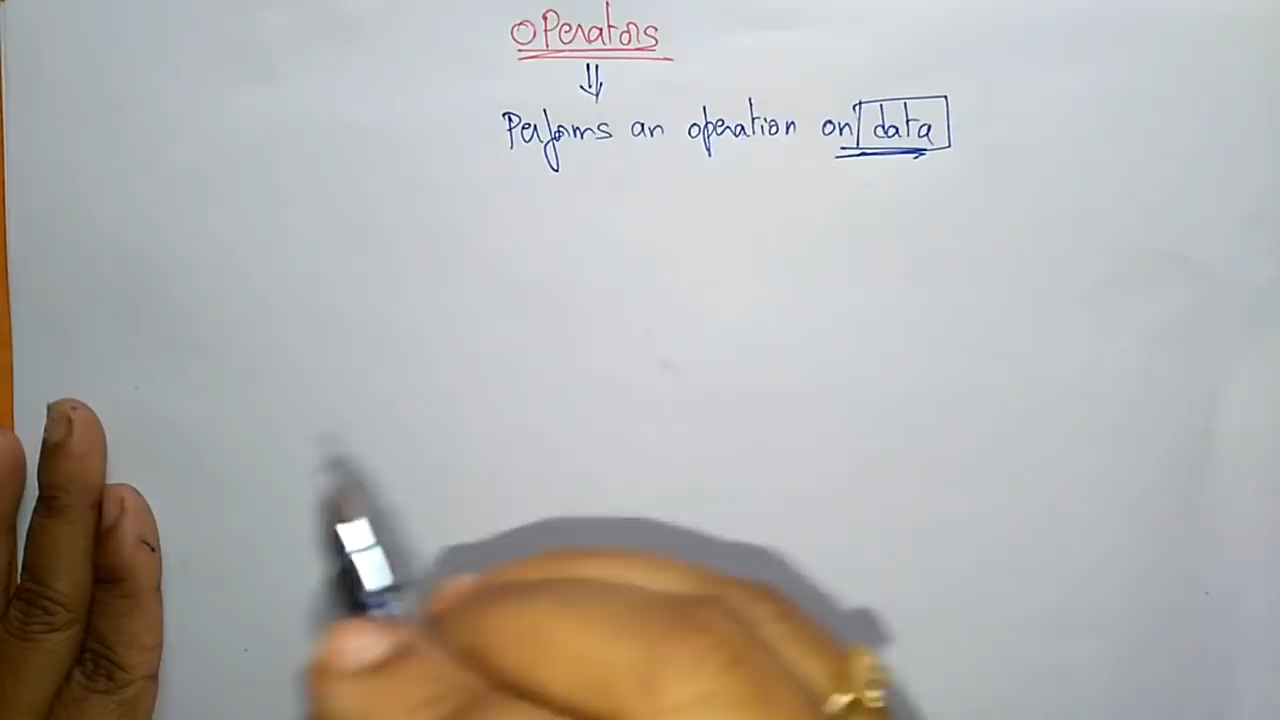 OPerators
⇓
Performs an operation on data